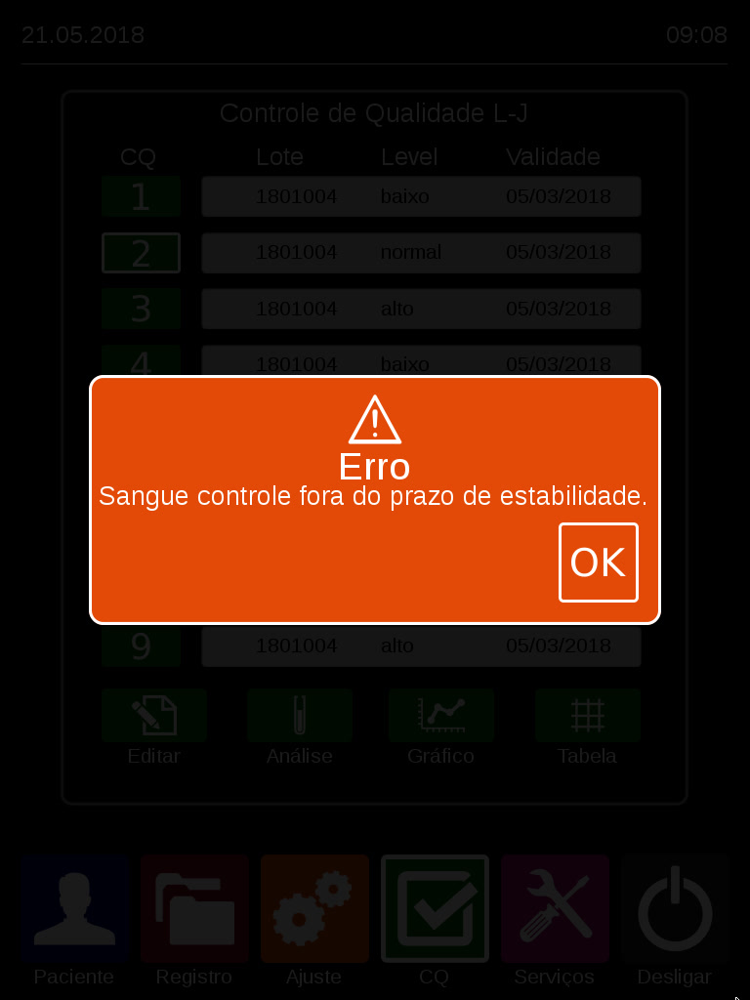 21.05.2018 09:08
Controle de Qualidade L-J
CQ Lote Level Validade
1 1801004 baixo 05/03/2018
2 1801004 normal 05/03/2018
3 1801004 alto 05/03/2018
4 1801004 baixo 05/03/2018
Erro
Sangue controle fora do prazo de estabilidade.
OK
9 1801004 alto 05/03/2018
Editar Análise Gráfico Tabela
Paciente Registro Ajuste CQ Serviços Desligar